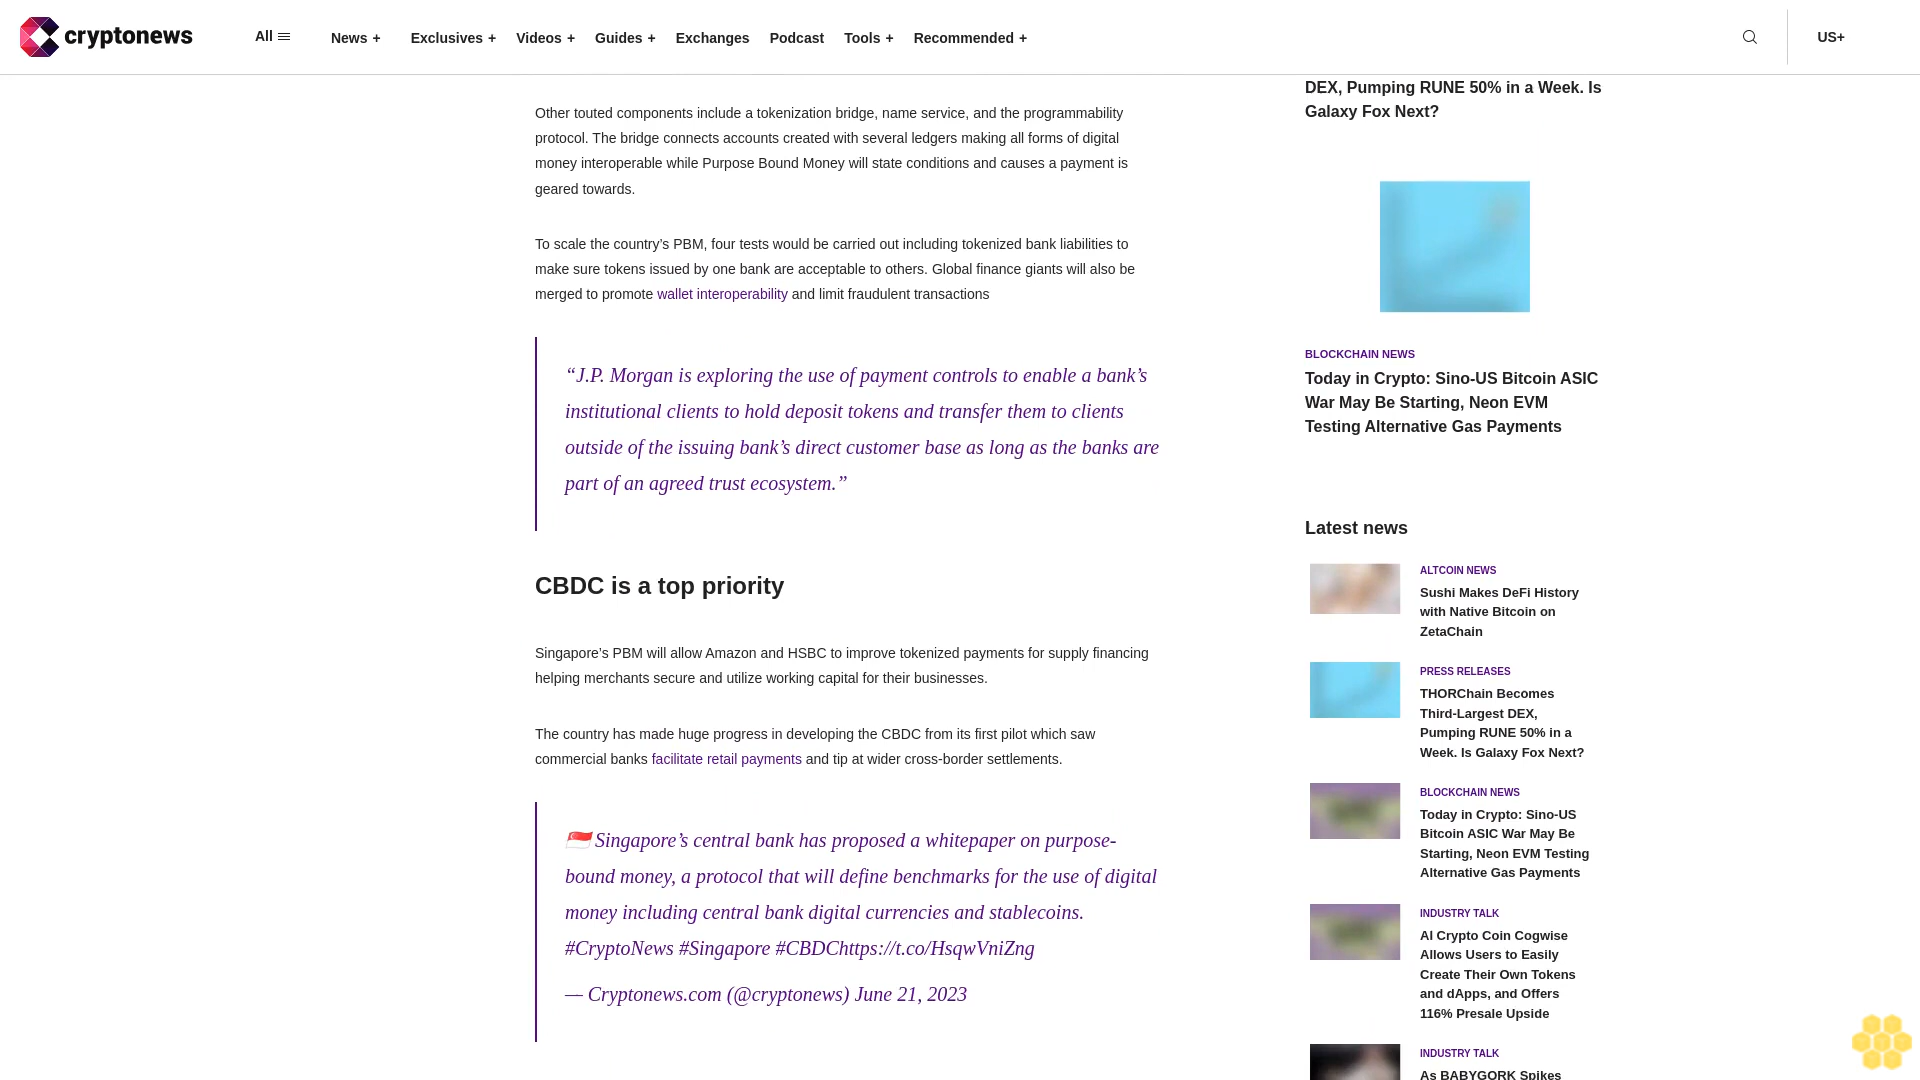 cryptonews
All
News +
Exclusives +
Videos +
Guides +
Exchanges
Podcast
Tools +
Recommended +
US+
Other touted components include a tokenization bridge, name service, and the programmability
protocol. The bridge connects accounts created with several ledgers making all forms of digital
money interoperable while Purpose Bound Money will state conditions and causes a payment is
geared towards.
To scale the country’s PBM, four tests would be carried out including tokenized bank liabilities to
make sure tokens issued by one bank are acceptable to others. Global finance giants will also be
merged to promote wallet interoperability and limit fraudulent transactions
“J.P. Morgan is exploring the use of payment controls to enable a bank’s
institutional clients to hold deposit tokens and transfer them to clients
outside of the issuing bank’s direct customer base as long as the banks are
part of an agreed trust ecosystem.”
CBDC is a top priority
Singapore’s PBM will allow Amazon and HSBC to improve tokenized payments for supply financing
helping merchants secure and utilize working capital for their businesses.
The country has made huge progress in developing the CBDC from its first pilot which saw
commercial banks facilitate retail payments and tip at wider cross-border settlements.
🇸🇬 Singapore’s central bank has proposed a whitepaper on purpose-
bound money, a protocol that will define benchmarks for the use of digital
money including central bank digital currencies and stablecoins.
#CryptoNews #Singapore #CBDChttps://t.co/HsqwVniZng
— Cryptonews.com (@cryptonews) June 21, 2023
DEX, Pumping RUNE 50% in a Week. Is
Galaxy Fox Next?
BLOCKCHAIN NEWS
Today in Crypto: Sino-US Bitcoin ASIC
War May Be Starting, Neon EVM
Testing Alternative Gas Payments
Latest news
ALTCOIN NEWS
Sushi Makes DeFi History
with Native Bitcoin on
ZetaChain
PRESS RELEASES
THORChain Becomes
Third-Largest DEX,
Pumping RUNE 50% in a
Week. Is Galaxy Fox Next?
BLOCKCHAIN NEWS
Today in Crypto: Sino-US
Bitcoin ASIC War May Be
Starting, Neon EVM Testing
Alternative Gas Payments
INDUSTRY TALK
AI Crypto Coin Cogwise
Allows Users to Easily
Create Their Own Tokens
and dApps, and Offers
116% Presale Upside
INDUSTRY TALK
As BABYGORK Spikes